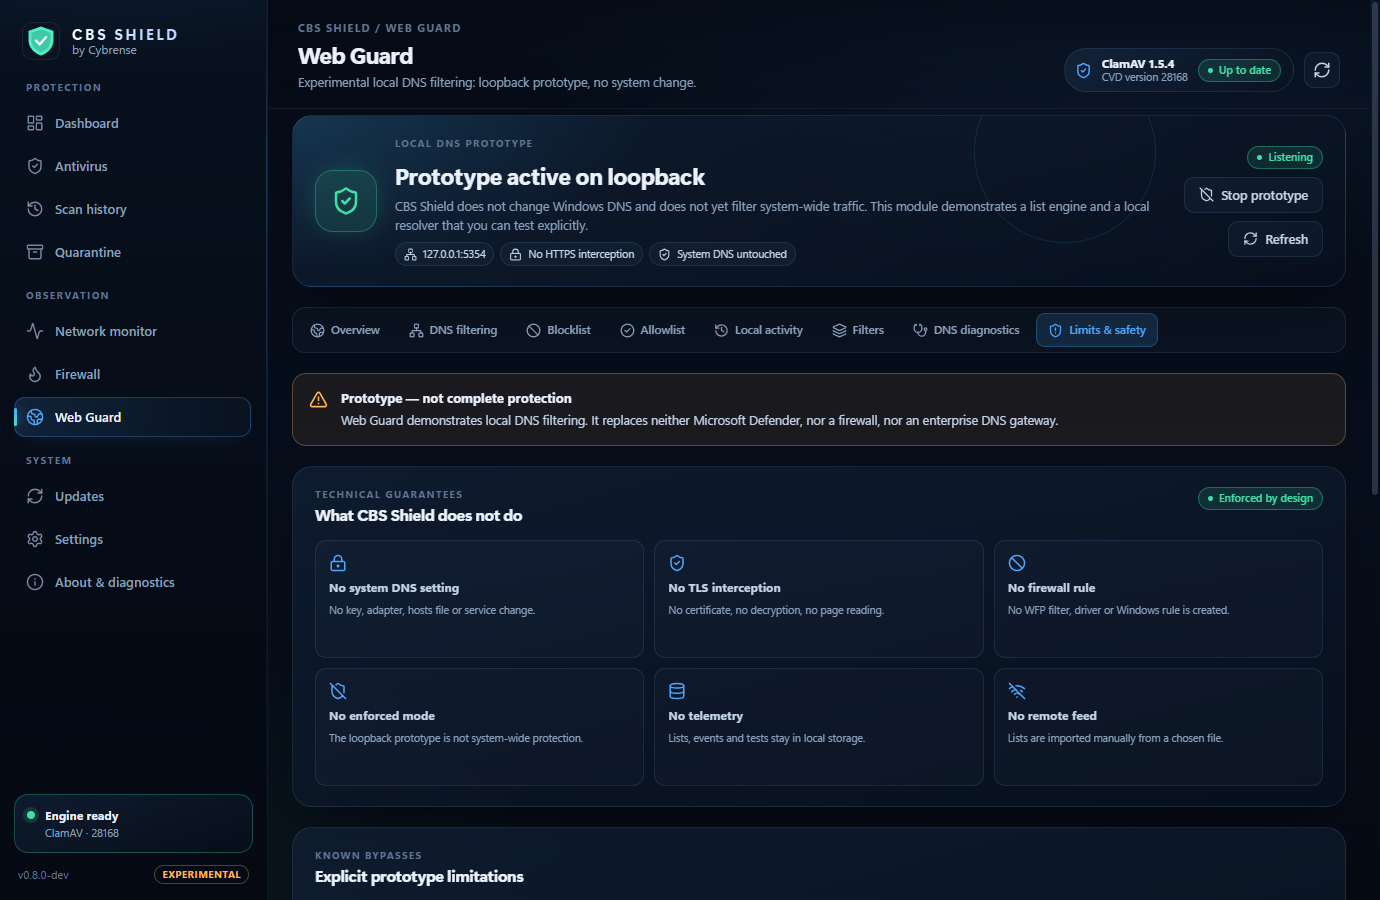 CBS SHIELD
by Cybrense
PROTECTION
Dashboard
Antivirus
Scan history
Quarantine
OBSERVATION
Network monitor
Firewall
Web Guard
SYSTEM
Updates
Settings
About & diagnostics
Engine ready
ClamAV · 28168
v0.8.0-dev
EXPERIMENTAL
CBS SHIELD / WEB GUARD
Web Guard
Experimental local DNS filtering: loopback prototype, no system change.
ClamAV 1.5.4
CVD version 28168
Up to date
LOCAL DNS PROTOTYPE
Prototype active on loopback
CBS Shield does not change Windows DNS and does not yet filter system-wide traffic. This module demonstrates a list engine and a local
resolver that you can test explicitly.
127.0.0.1:5354
No HTTPS interception
System DNS untouched
Listening
Stop prototype
Refresh
Overview
DNS filtering
Blocklist
Allowlist
Local activity
Filters
DNS diagnostics
Limits & safety
Prototype — not complete protection
Web Guard demonstrates local DNS filtering. It replaces neither Microsoft Defender, nor a firewall, nor an enterprise DNS gateway.
TECHNICAL GUARANTEES
What CBS Shield does not do
Enforced by design
No system DNS setting
No key, adapter, hosts file or service change.
No TLS interception
No certificate, no decryption, no page reading.
No firewall rule
No WFP filter, driver or Windows rule is created.
No enforced mode
The loopback prototype is not system-wide protection.
No telemetry
Lists, events and tests stay in local storage.
No remote feed
Lists are imported manually from a chosen file.
KNOWN BYPASSES
Explicit prototype limitations